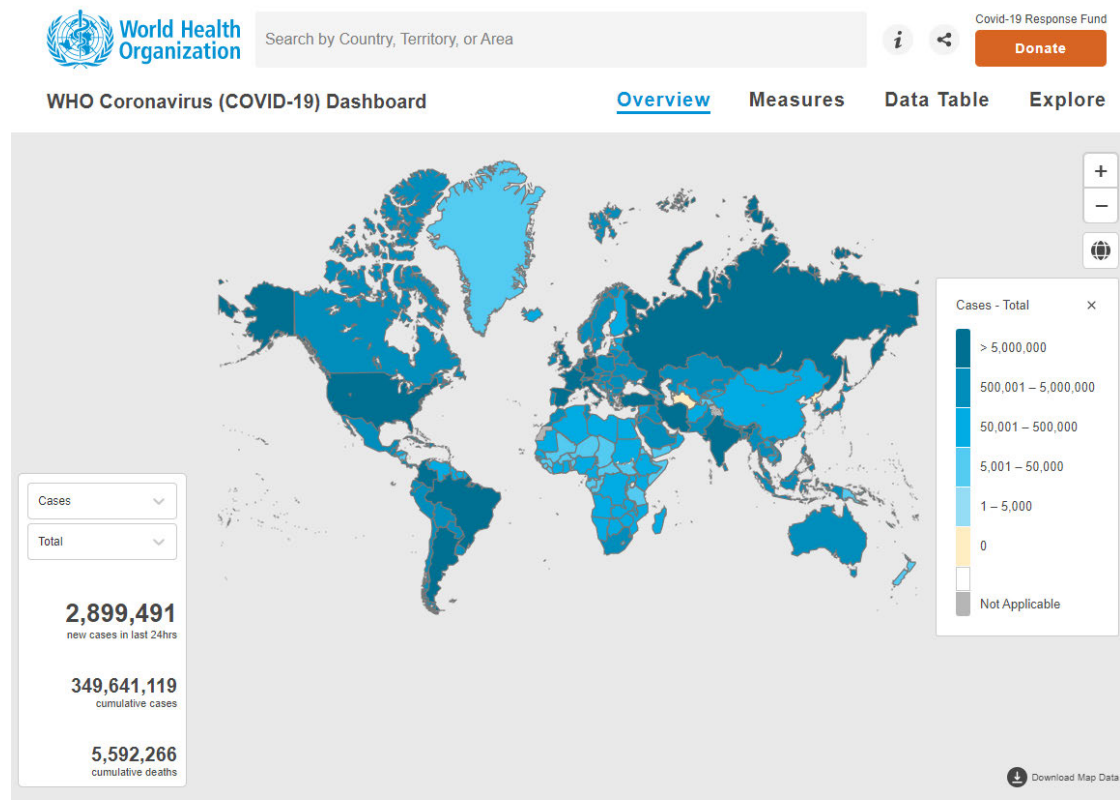 World Health
Organization
Search by Country, Territory, or Area
i
Covid-19 Response Fund
Donate
WHO Coronavirus (COVID-19) Dashboard
Overview
Measures
Data Table
Explore
+
−
Cases - Total
×
> 5,000,000
500,001 – 5,000,000
50,001 – 500,000
5,001 – 50,000
1 – 5,000
0
Not Applicable
Cases
Total
2,899,491
new cases in last 24hrs
349,641,119
cumulative cases
5,592,266
cumulative deaths
Download Map Data